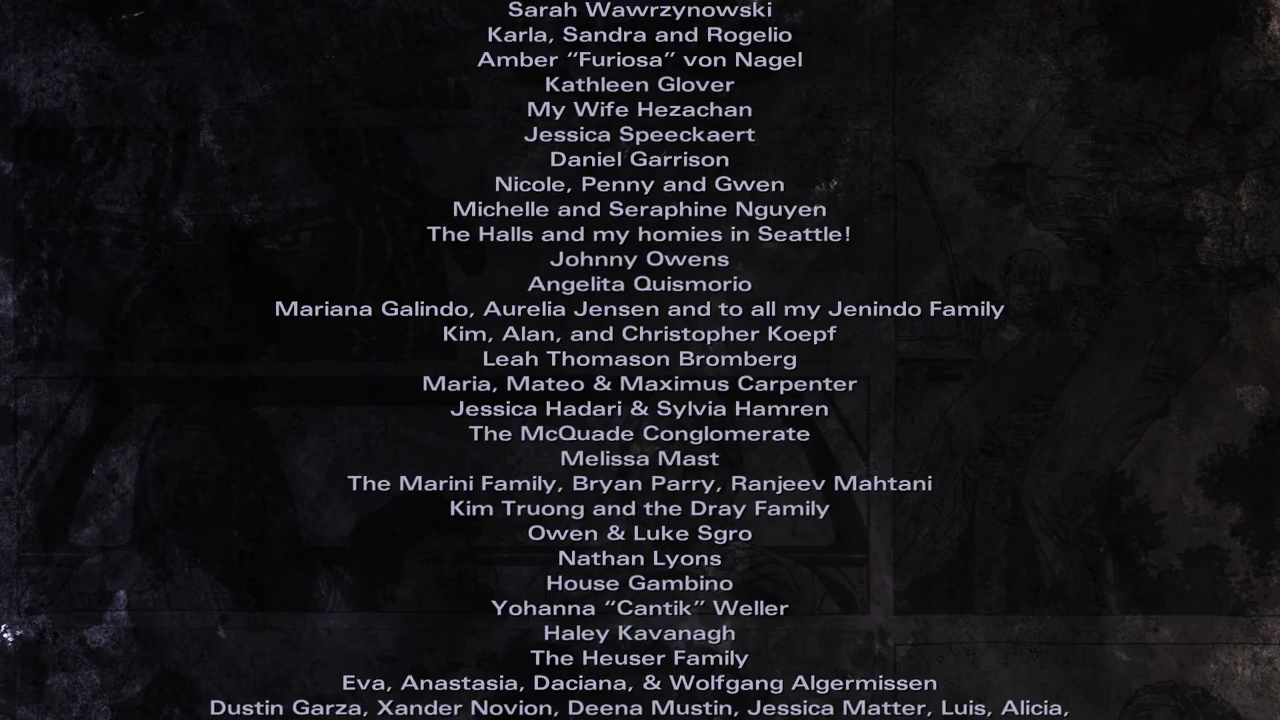 Sarah Wawrzynowski
Karla, Sandra and Rogelio
Amber “Furiosa” von Nagel
Kathleen Glover
My Wife Hezachan
Jessica Speeckaert
Daniel Garrison
Nicole, Penny and Gwen
Michelle and Seraphine Nguyen
The Halls and my homies in Seattle!
Johnny Owens
Angelita Quismorio
Mariana Galindo, Aurelia Jensen and to all my Jenindo Family
Kim, Alan, and Christopher Koepf
Leah Thomason Bromberg
Maria, Mateo & Maximus Carpenter
Jessica Hadari & Sylvia Hamren
The McQuade Conglomerate
Melissa Mast
The Marini Family, Bryan Parry, Ranjeev Mahtani
Kim Truong and the Dray Family
Owen & Luke Sgro
Nathan Lyons
House Gambino
Yohanna “Cantik” Weller
Haley Kavanagh
The Heuser Family
Eva, Anastasia, Daciana, & Wolfgang Algermissen
Dustin Garza, Xander Novion, Deena Mustin, Jessica Matter, Luis, Alicia,